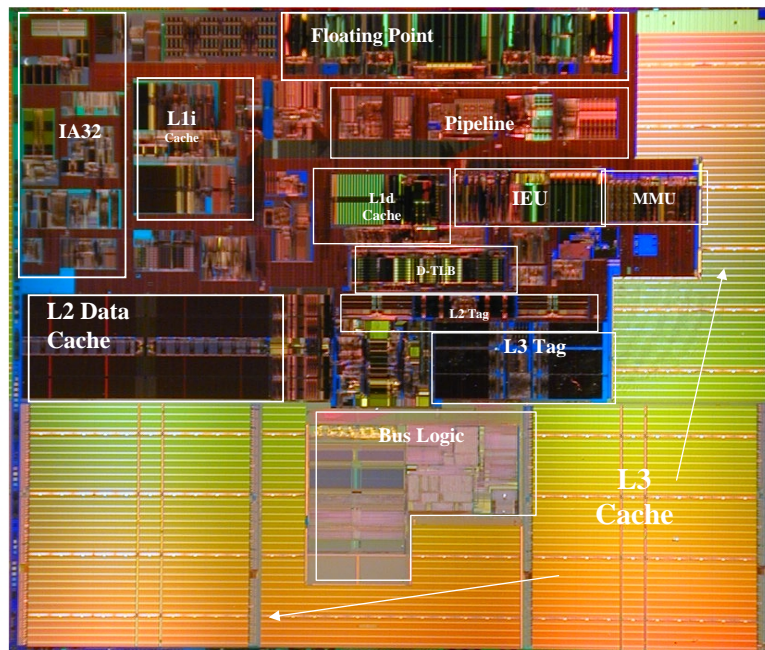 Floating Point
IA32
L1i
Cache
Pipeline
L1d
Cache
IEU
MMU
D-TLB
L2 Data
Cache
L2 Tag
L3 Tag
Bus Logic
L3
Cache